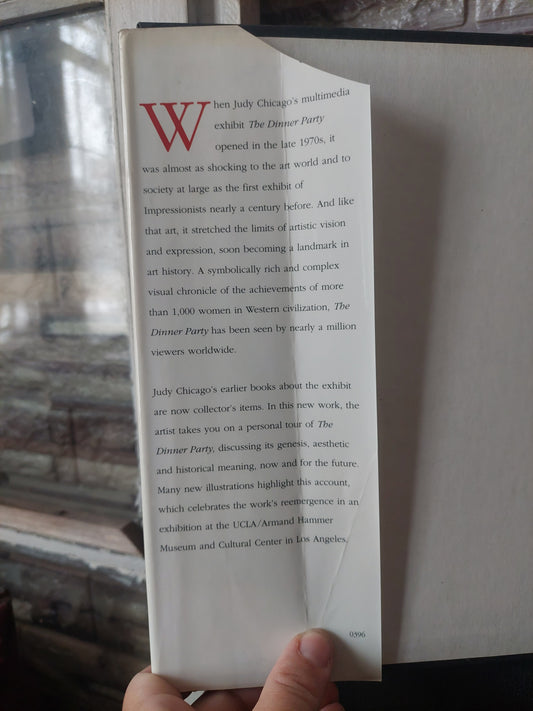 When Judy Chicago's multimedia
exhibit The Dinner Party
opened in the late 1970s, it
was almost as shocking to the art world and to
society at large as the first exhibit of
Impressionists nearly a century before. And like
that art, it stretched the limits of artistic vision
and expression, soon becoming a landmark in
art history. A symbolically rich and complex
visual chronicle of the achievements of more
than 1,000 women in Western civilization, The
Dinner Party has been seen by nearly a million
viewers worldwide.
Judy Chicago's earlier books about the exhibit
are now collector's items. In this new work, the
artist takes you on a personal tour of The
Dinner Party, discussing its genesis, aesthetic
and historical meaning, now and for the future.
Many new illustrations highlight this account,
which celebrates the work's reemergence in an
exhibition at the UCLA/Armand Hammer
Museum and Cultural Center in Los Angeles.
0396